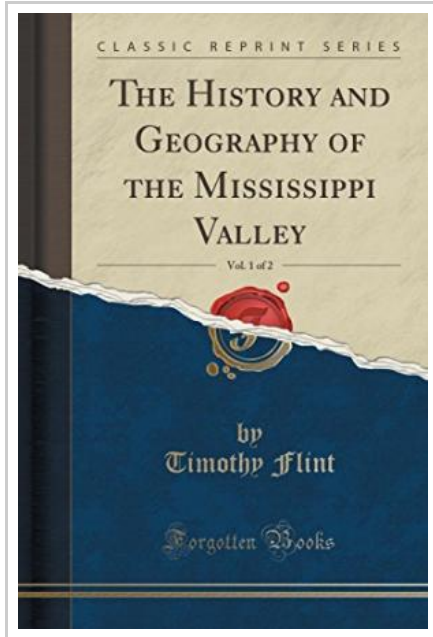 CLASSIC REPRINT SERIES
THE HISTORY AND
GEOGRAPHY OF
THE MISSISSIPPI
VALLEY
Vol. 1 of 2
by
Timothy Flint
Forgotten Books